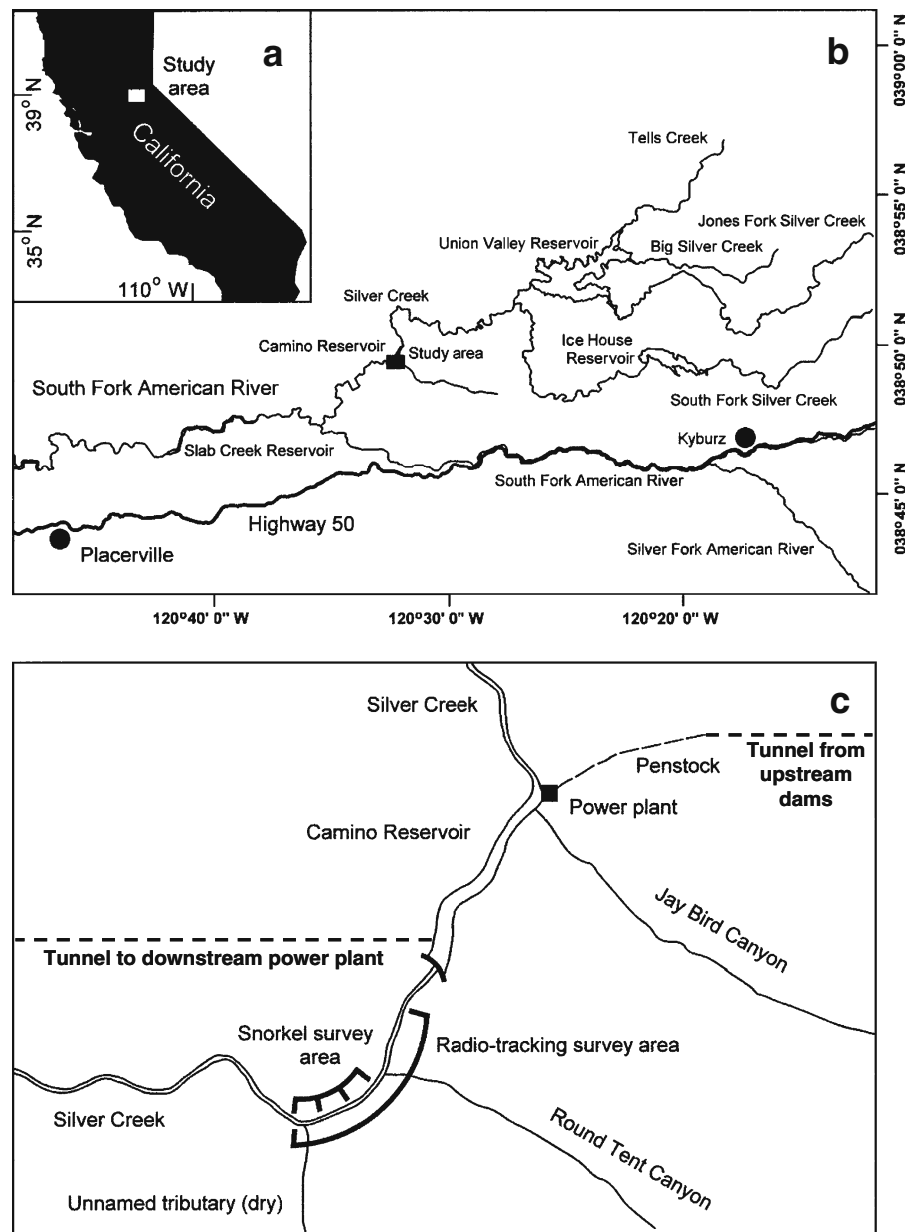 a
Study
area
39° N
California
35° N
110° W
b
Tells Creek
Jones Fork Silver Creek
Union Valley Reservoir
Big Silver Creek
Silver Creek
Camino Reservoir
Study area
Ice House
Reservoir
South Fork American River
South Fork Silver Creek
Kyburz
Slab Creek Reservoir
South Fork American River
Highway 50
Silver Fork American River
Placerville
039°00' 0" N
038°55' 0" N
038°50' 0" N
038°45' 0" N
120°40' 0" W
120°30' 0" W
120°20' 0" W
c
Silver Creek
Tunnel from
upstream
dams
Penstock
Power plant
Camino Reservoir
Jay Bird Canyon
Tunnel to downstream power plant
Snorkel survey
area
Radio-tracking survey area
Silver Creek
Round Tent Canyon
Unnamed tributary (dry)